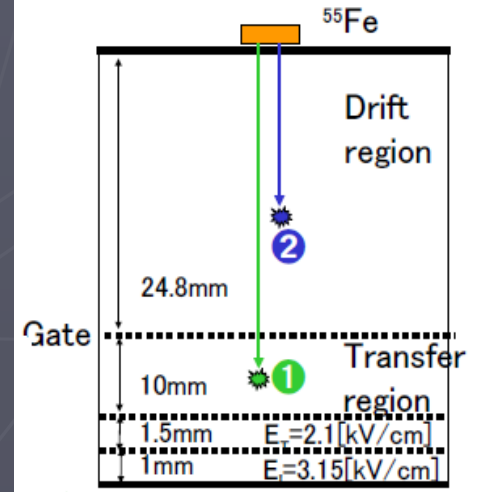 55Fe
Drift
region
2
24.8mm
Gate
Transfer
1
region
10mm
1.5mm
ET=2.1[kV/cm]
1mm
EI=3.15[kV/cm]